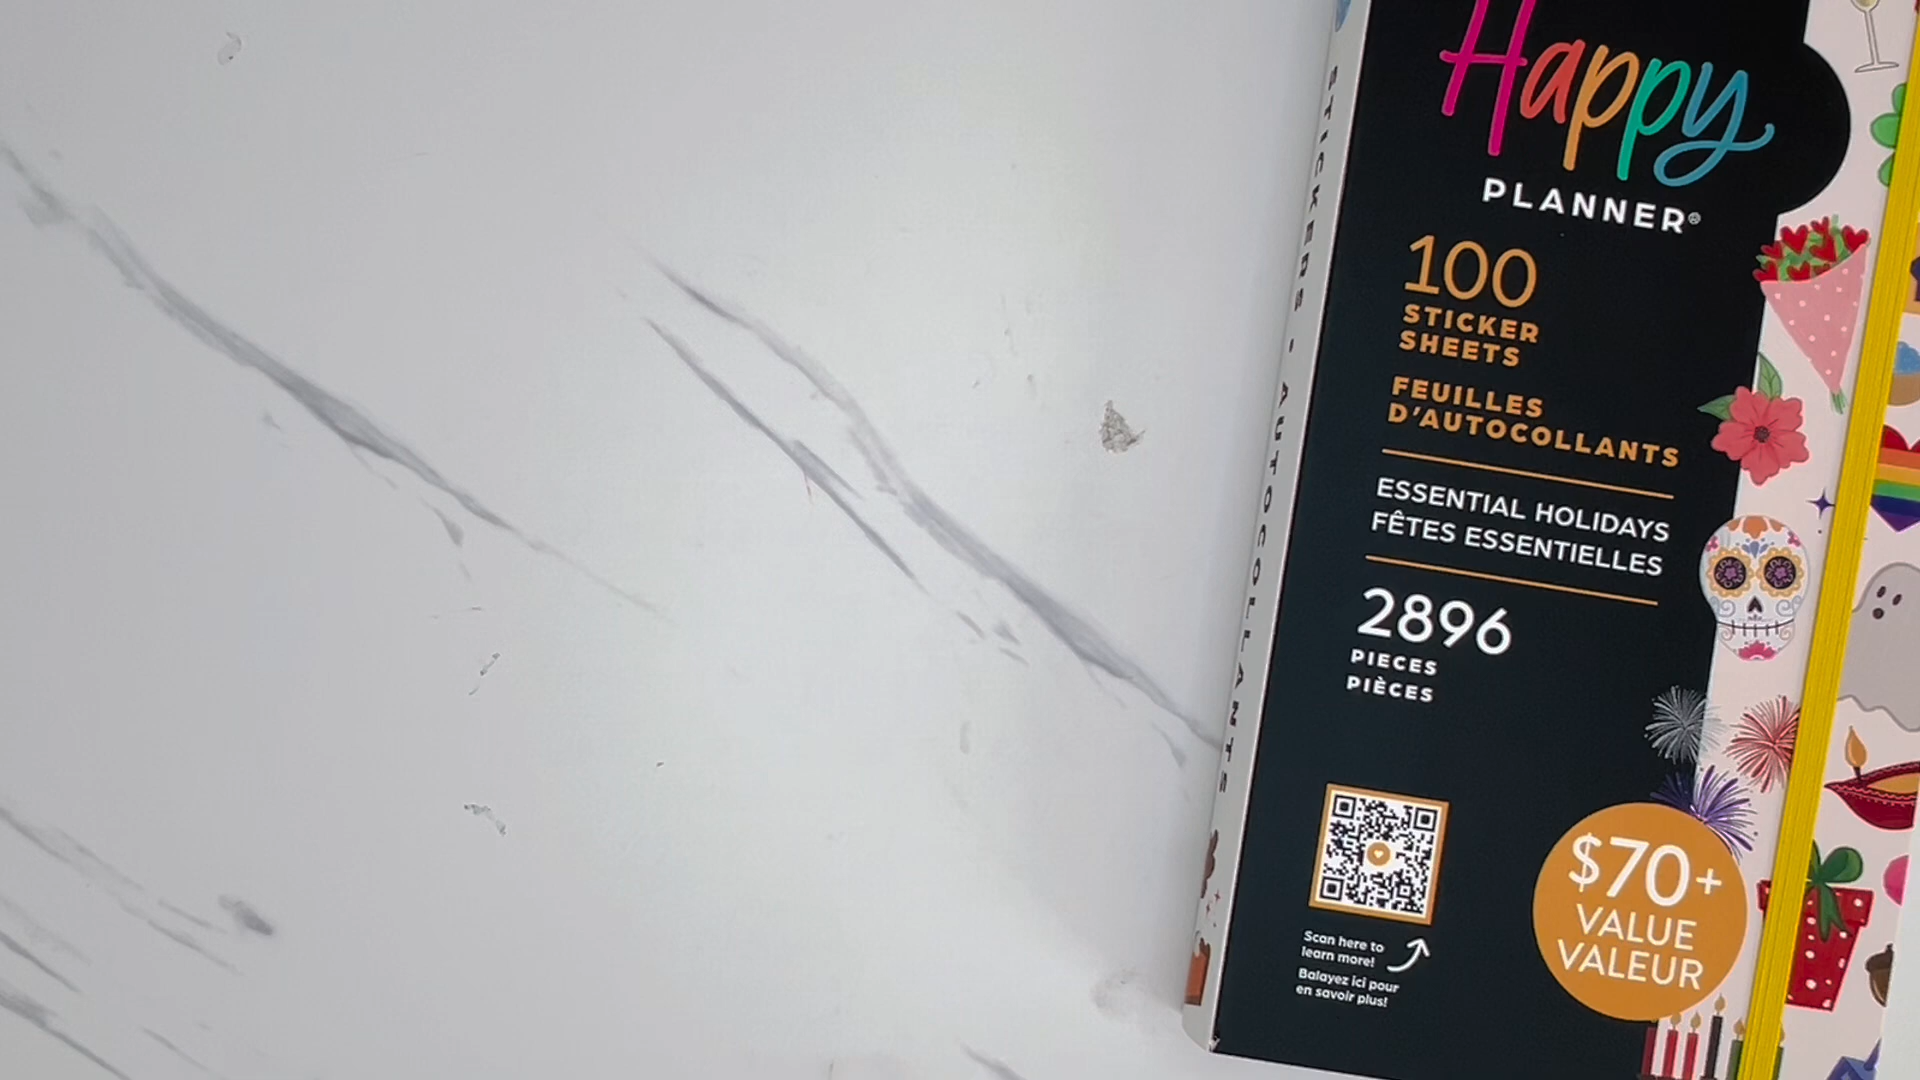 STICKERS • AUTOCOLLANTS
Happy
PLANNER®
100
STICKER
SHEETS
FEUILLES
D'AUTOCOLLANTS
ESSENTIAL HOLIDAYS
FÊTES ESSENTIELLES
2896
PIECES
PIÈCES
Scan here to
learn more!
Balayez ici pour
en savoir plus!
$70+
VALUE
VALEUR